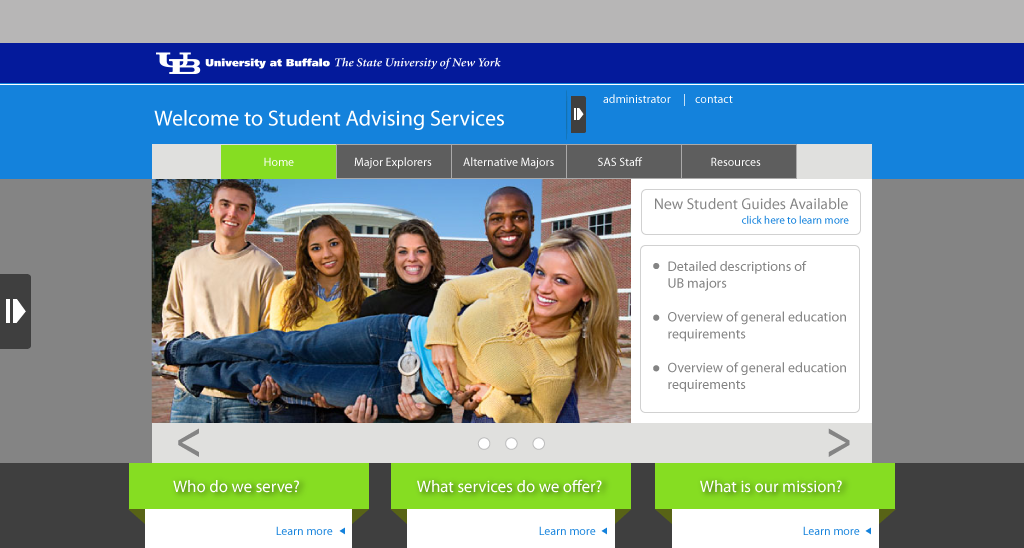 UB University at Buffalo The State University of New York
administrator | contact
Welcome to Student Advising Services
Home Major Explorers Alternative Majors SAS Staff Resources
New Student Guides Available
click here to learn more
• Detailed descriptions of
UB majors
• Overview of general education
requirements
• Overview of general education
requirements
< >
Who do we serve? What services do we offer? What is our mission?
Learn more Learn more Learn more